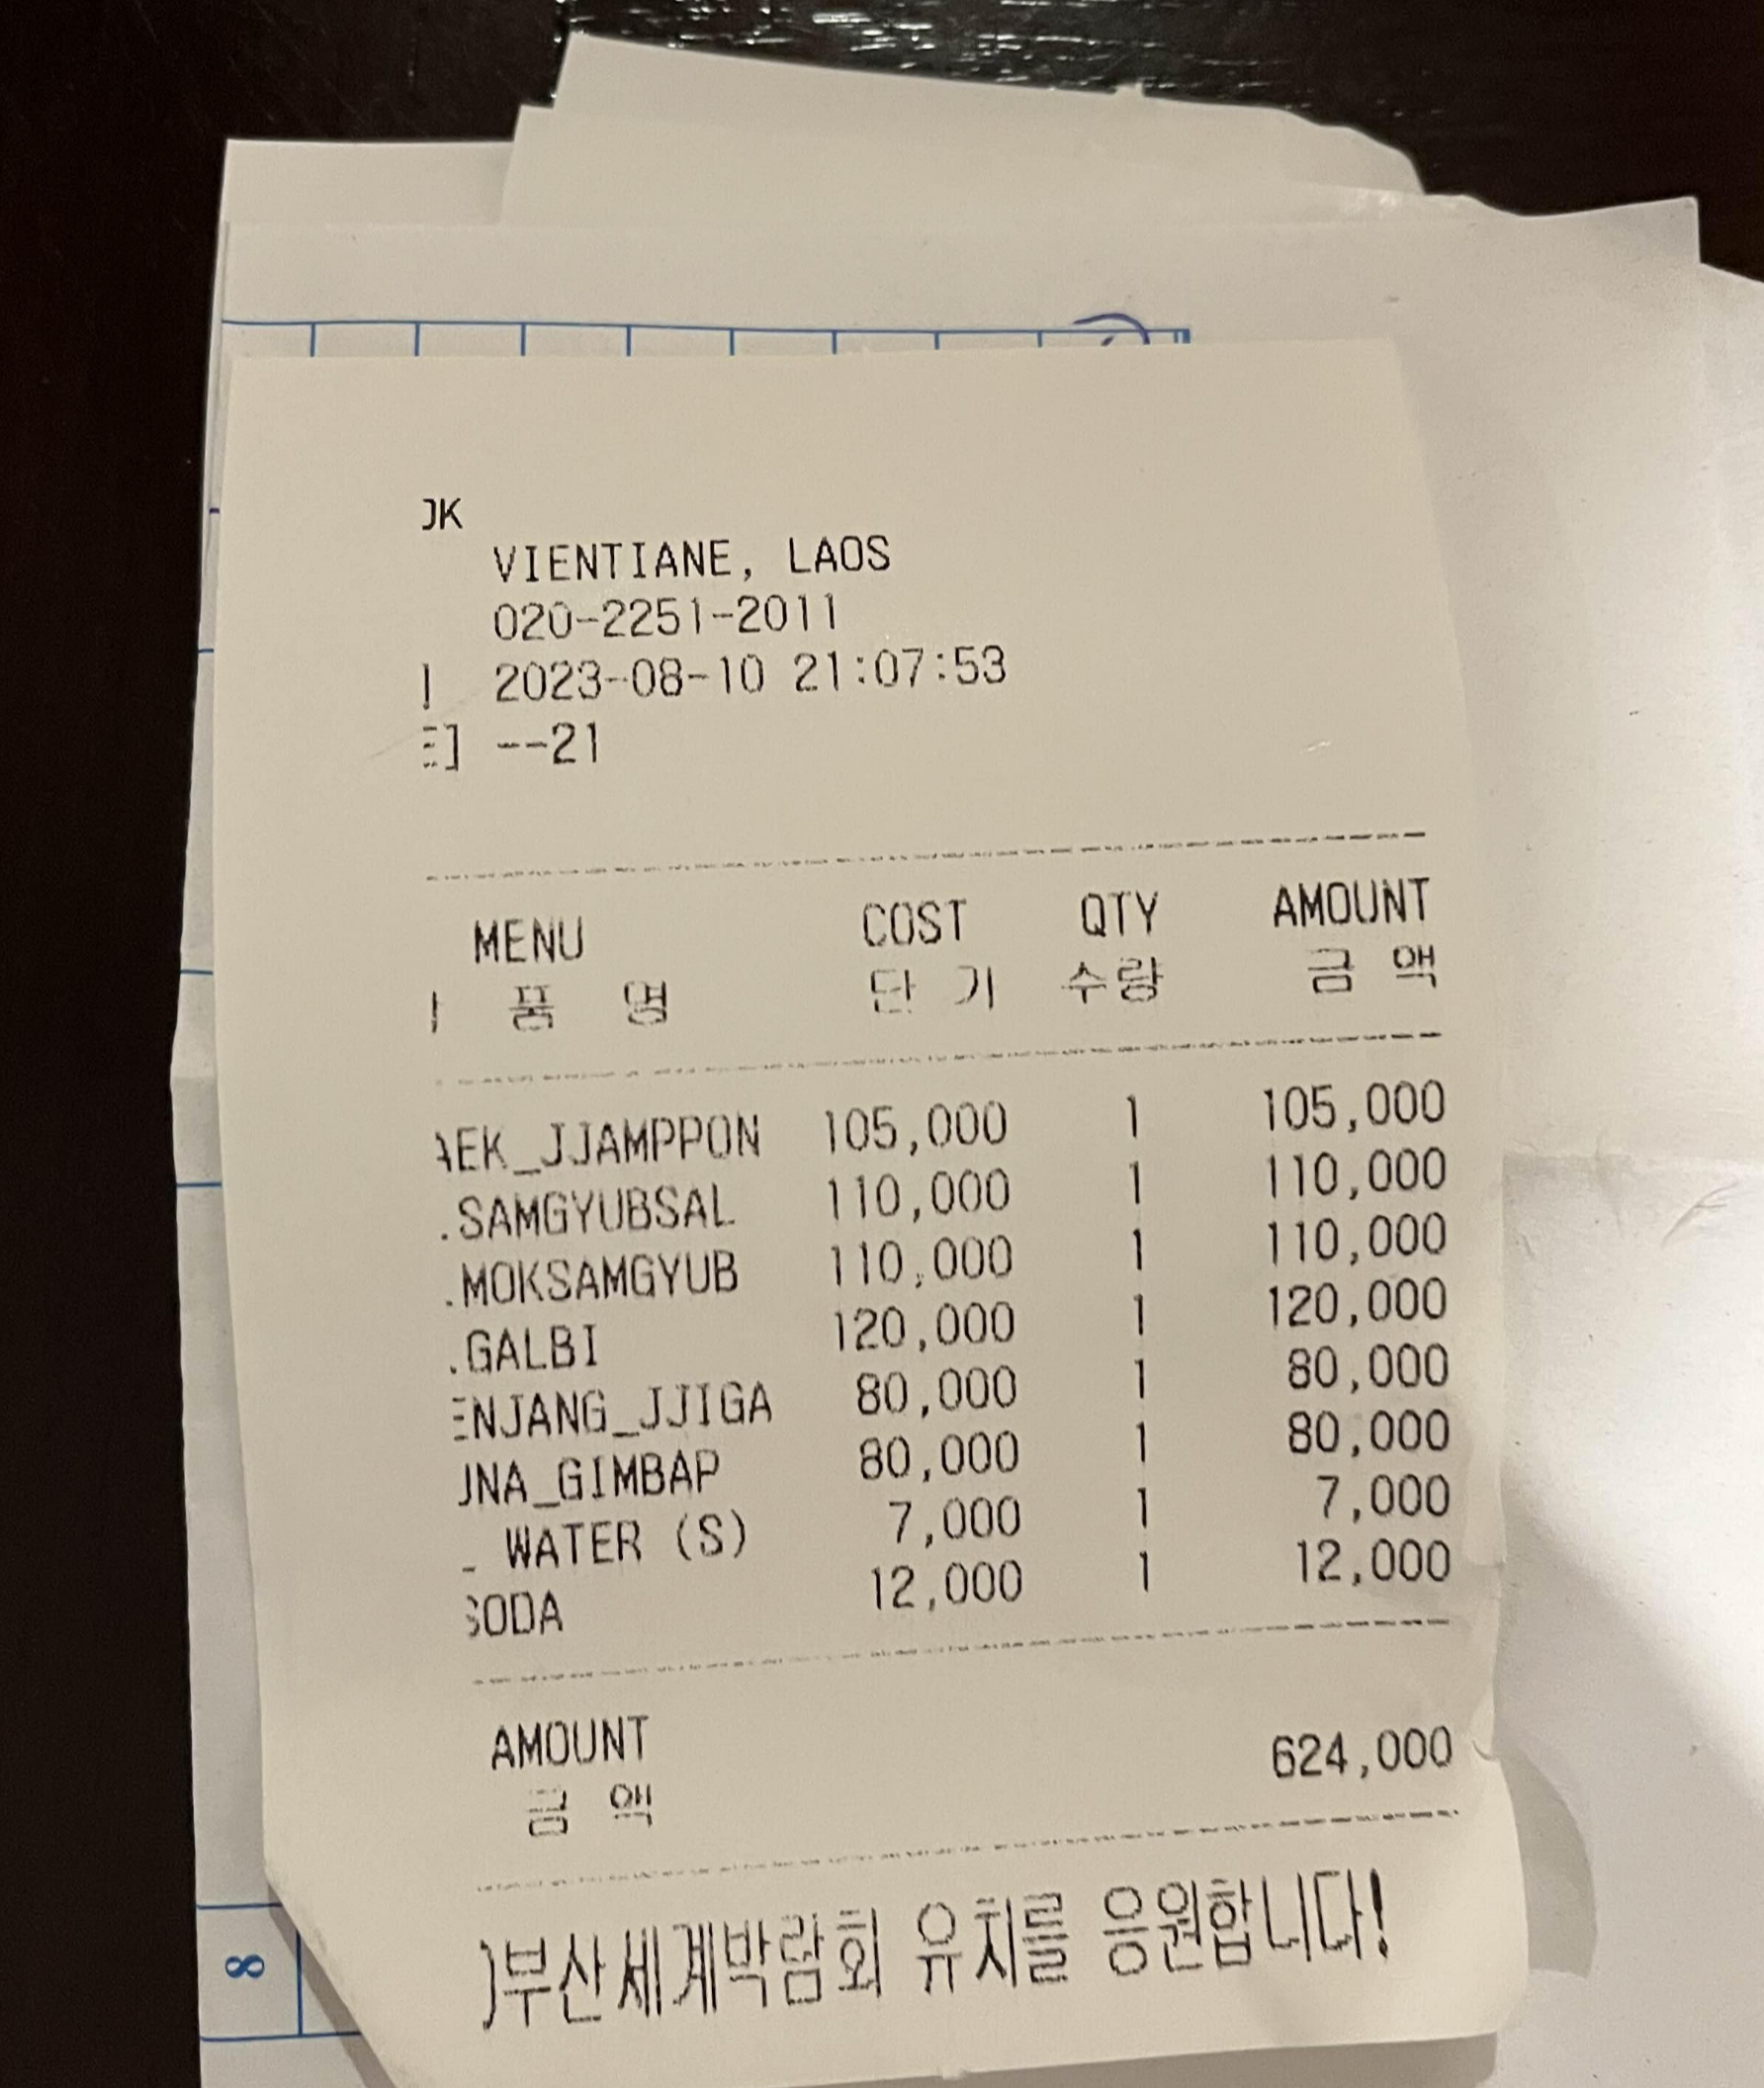 VIENTIANE, LAOS
020-2251-2011
2023-08-10 21:07:53
--21
MENU COST QTY AMOUNT
품 명 단 가 수량 금 액
AEK_JJAMPPON 105,000 1 105,000
.SAMGYUBSAL 110,000 1 110,000
.MOKSAMGYUB 110,000 1 110,000
.GALBI 120,000 1 120,000
ENJANG_JJIGA 80,000 1 80,000
UNA_GIMBAP 80,000 1 80,000
_ WATER (S) 7,000 1 7,000
SODA 12,000 1 12,000
AMOUNT 624,000
금 액
)부산세계박람회 유치를 응원합니다!
8